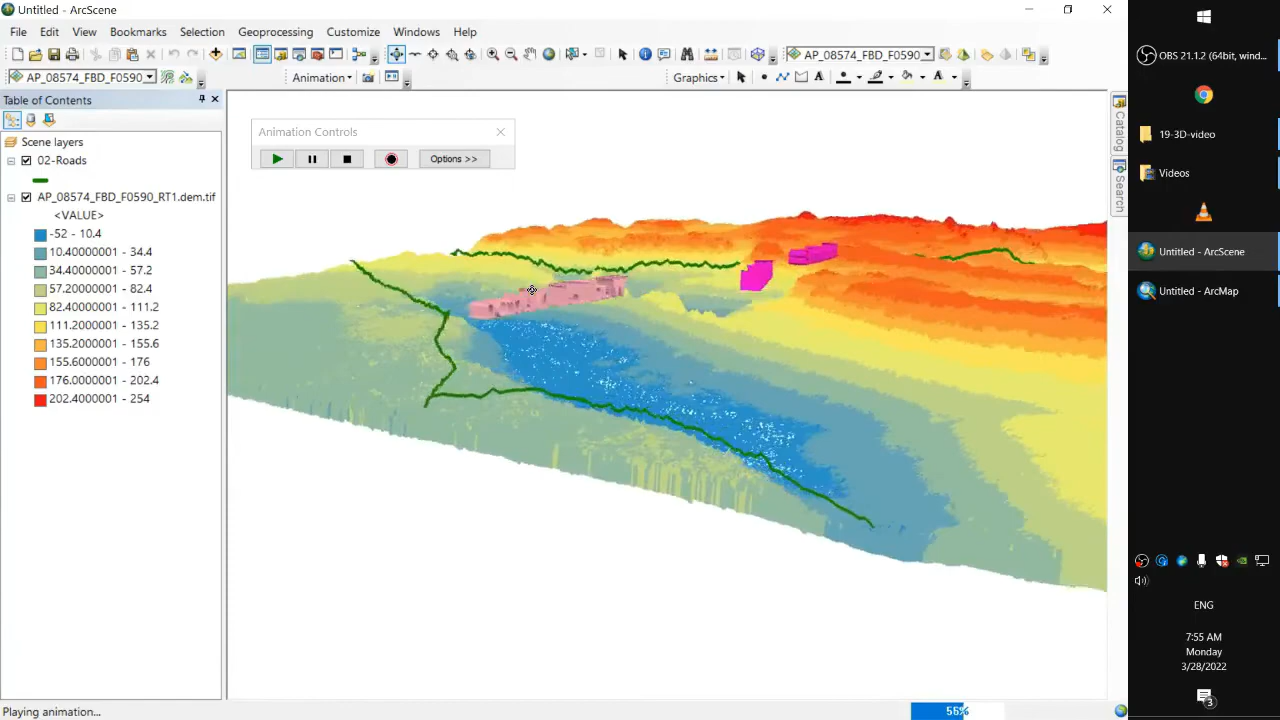 Untitled - ArcScene
File Edit View Bookmarks Selection Geoprocessing Customize Windows Help
AP_08574_FBD_F0590
AP_08574_FBD_F0590
Animation
Graphics
A
A
Table of Contents
Scene layers
02-Roads
AP_08574_FBD_F0590_RT1.dem.tif
<VALUE>
-52 - 10.4
10.40000001 - 34.4
34.40000001 - 57.2
57.20000001 - 82.4
82.40000001 - 111.2
111.2000001 - 135.2
135.2000001 - 155.6
155.6000001 - 176
176.0000001 - 202.4
202.4000001 - 254
Animation Controls
Options >>
Catalog
Search
Playing animation...
56%
OBS 21.1.2 (64bit, wind...
19-3D-video
Videos
Untitled - ArcScene
Untitled - ArcMap
ENG
7:55 AM
Monday
3/28/2022
3